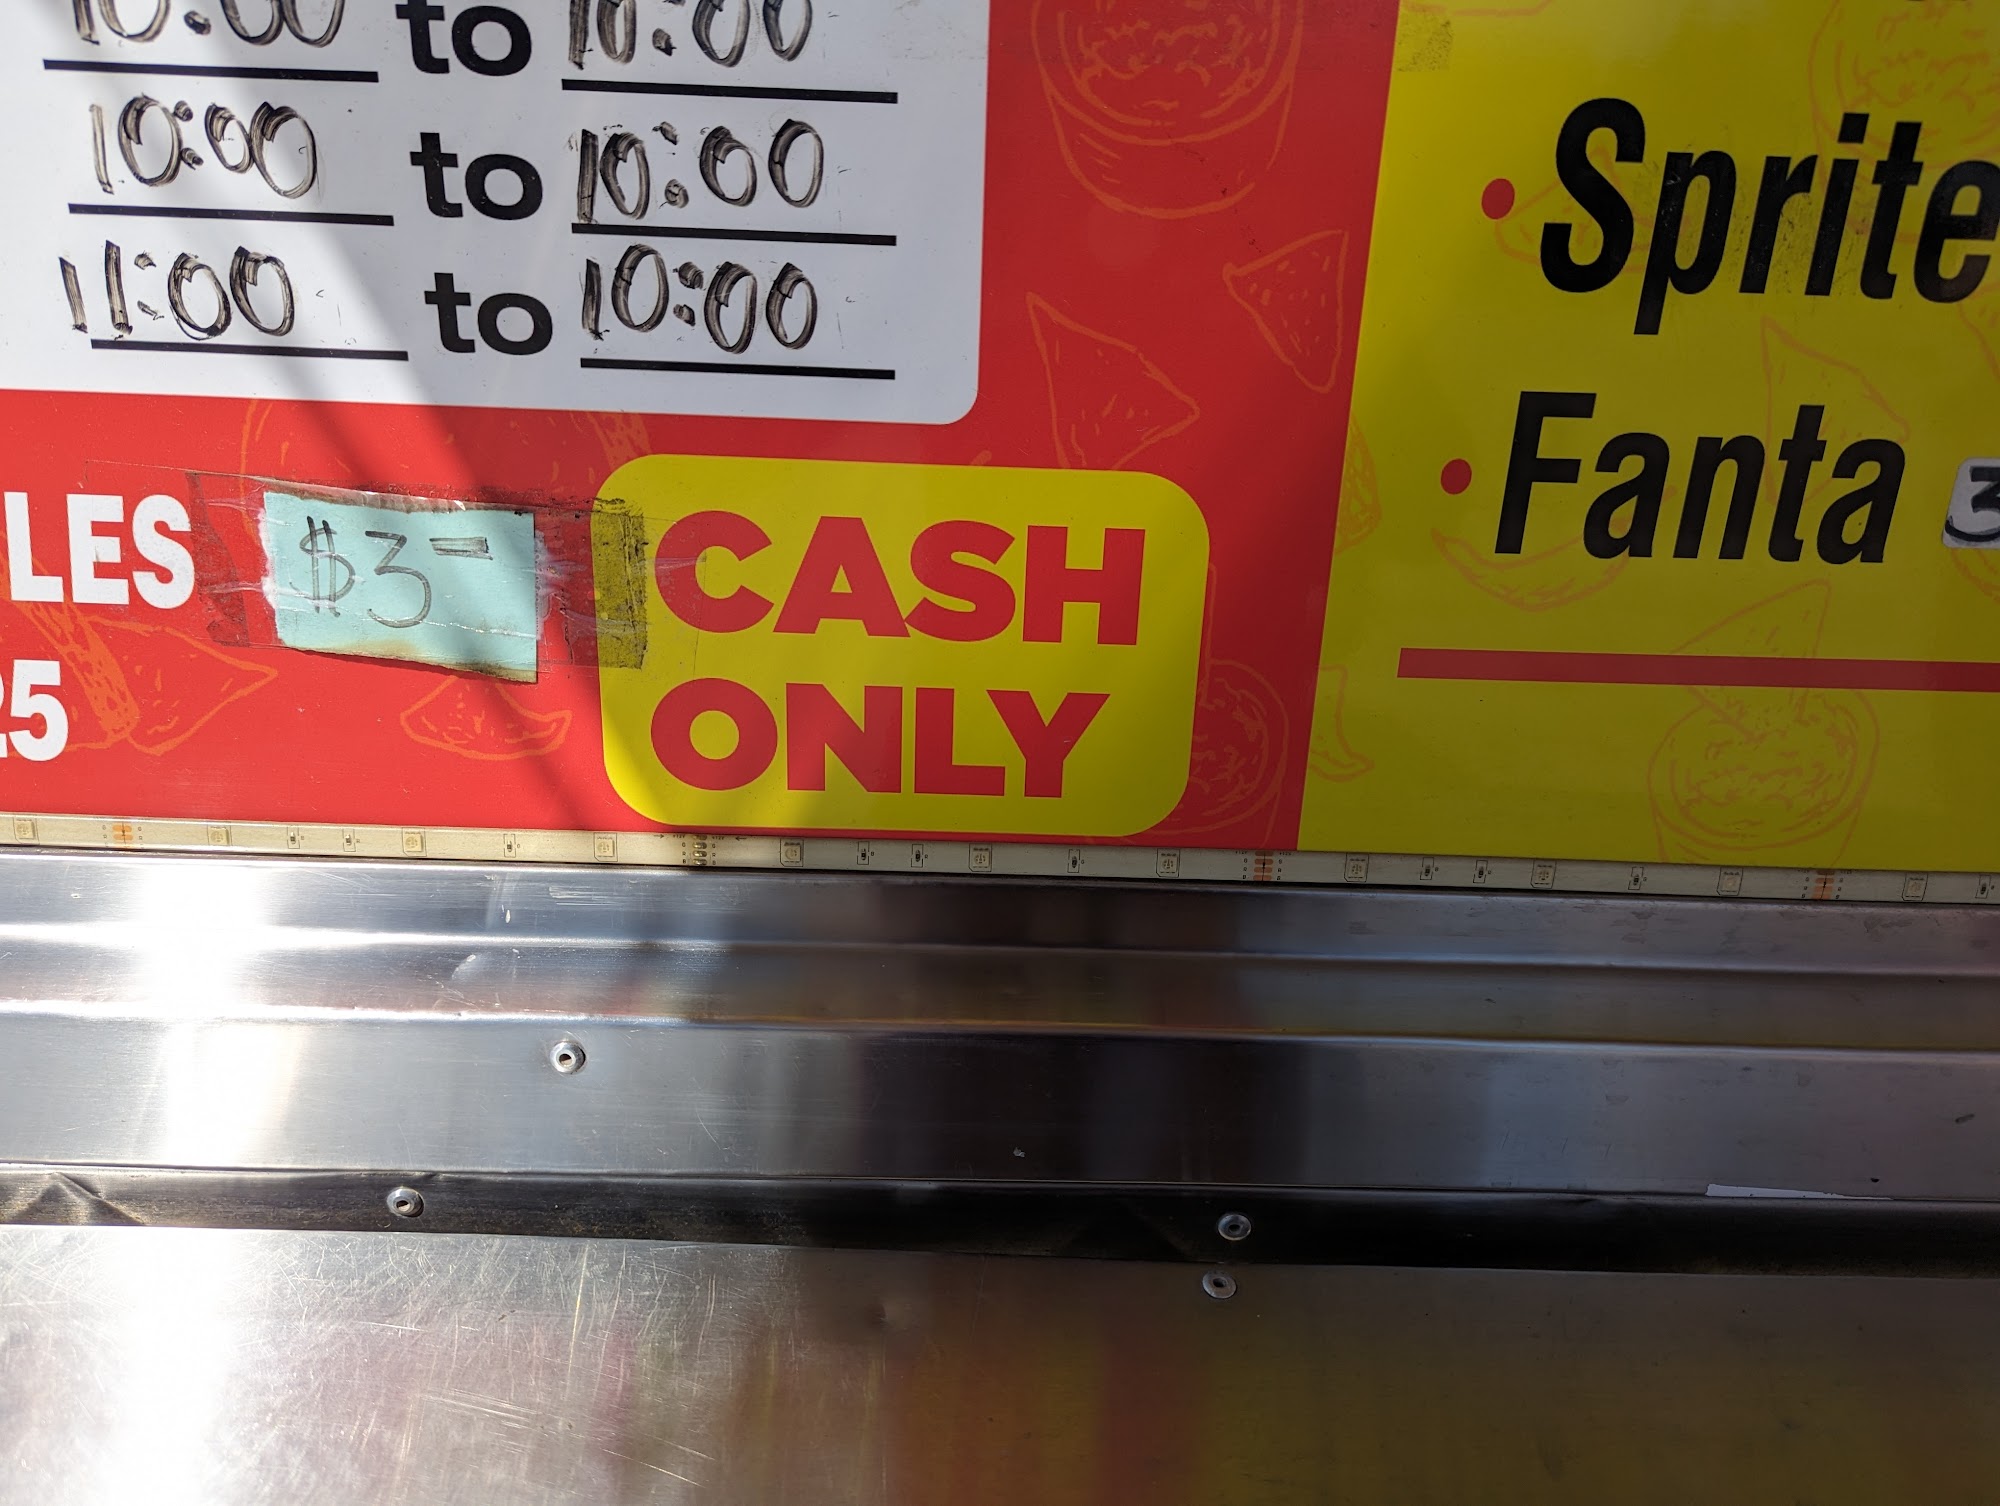 10:00 to 10:00
10:00 to 10:00
11:00 to 10:00
LES $3-
25
CASH
ONLY
• Sprite
• Fanta 3